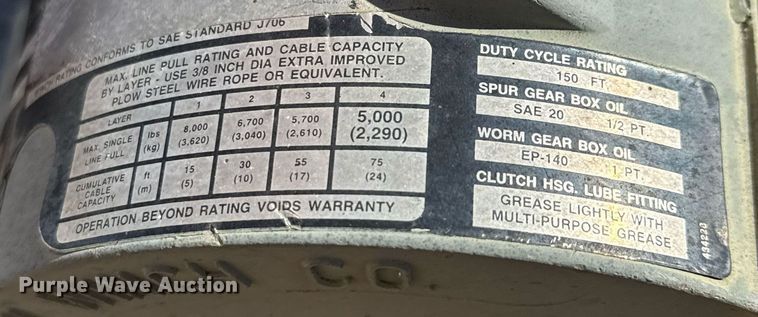 WINCH RATING CONFORMS TO SAE STANDARD J706
MAX. LINE PULL RATING AND CABLE CAPACITY
BY LAYER - USE 3/8 INCH DIA EXTRA IMPROVED
PLOW STEEL WIRE ROPE OR EQUIVALENT.
LAYER 1 2 3 4
MAX. SINGLE LINE PULL lbs (kg) 8,000 (3,620) 6,700 (3,040) 5,700 (2,610) 5,000 (2,290)
CUMULATIVE CABLE CAPACITY ft (m) 15 (5) 30 (10) 55 (17) 75 (24)
OPERATION BEYOND RATING VOIDS WARRANTY
DUTY CYCLE RATING
150 FT.
SPUR GEAR BOX OIL
SAE 20 1/2 PT.
WORM GEAR BOX OIL
EP-140 1 PT.
CLUTCH HSG. LUBE FITTING
GREASE LIGHTLY WITH
MULTI-PURPOSE GREASE
434238
WINCH CO.
Purple Wave Auction